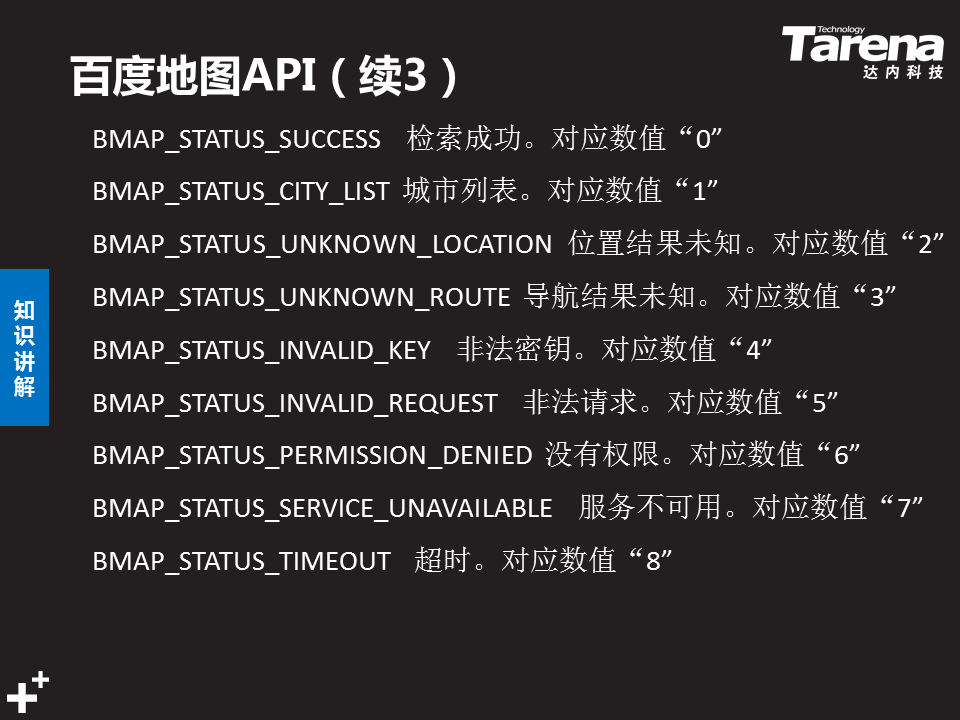 Technology
Tarena
达内科技
百度地图API（续3）
BMAP_STATUS_SUCCESS 检索成功。对应数值“0”
BMAP_STATUS_CITY_LIST 城市列表。对应数值“1”
BMAP_STATUS_UNKNOWN_LOCATION 位置结果未知。对应数值“2”
BMAP_STATUS_UNKNOWN_ROUTE 导航结果未知。对应数值“3”
BMAP_STATUS_INVALID_KEY 非法密钥。对应数值“4”
BMAP_STATUS_INVALID_REQUEST 非法请求。对应数值“5”
BMAP_STATUS_PERMISSION_DENIED 没有权限。对应数值“6”
BMAP_STATUS_SERVICE_UNAVAILABLE 服务不可用。对应数值“7”
BMAP_STATUS_TIMEOUT 超时。对应数值“8”
知识讲解